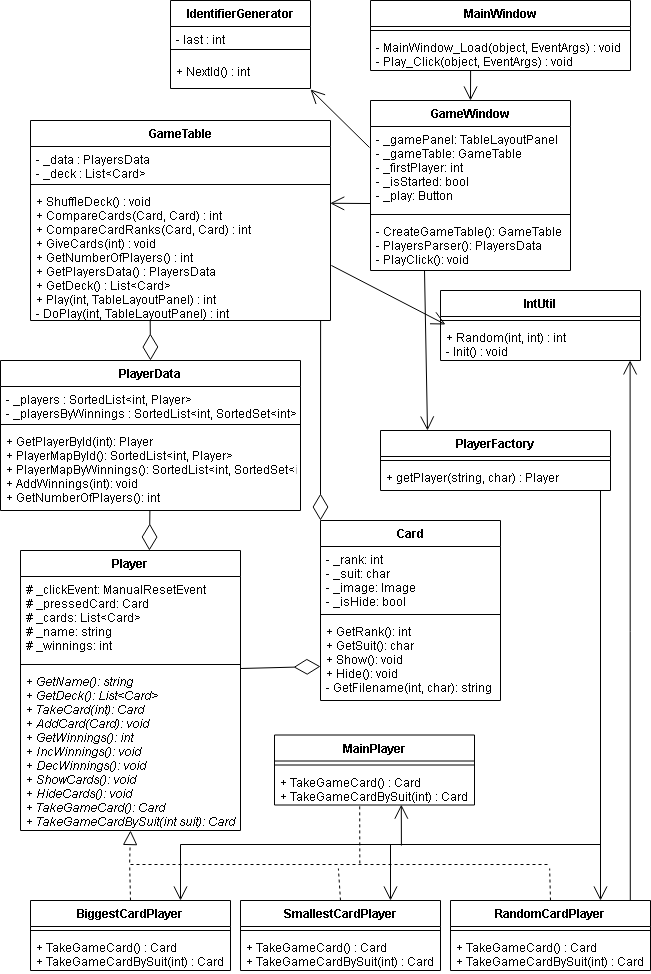 IdentifierGenerator
- last : int
+ NextId() : int
MainWindow
- MainWindow_Load(object, EventArgs) : void
- Play_Click(object, EventArgs) : void
GameWindow
- _gamePanel: TableLayoutPanel
- _gameTable: GameTable
- _firstPlayer: int
- _isStarted: bool
- _play: Button
- CreateGameTable(): GameTable
- PlayersParser(): PlayersData
- PlayClick(): void
GameTable
- _data : PlayersData
- _deck : List<Card>
+ ShuffleDeck() : void
+ CompareCards(Card, Card) : int
+ CompareCardRanks(Card, Card) : int
+ GiveCards(int) : void
+ GetNumberOfPlayers() : int
+ GetPlayersData() : PlayersData
+ GetDeck() : List<Card>
+ Play(int, TableLayoutPanel) : int
- DoPlay(int, TableLayoutPanel) : int
IntUtil
+ Random(int, int) : int
- Init() : void
PlayerData
- _players : SortedList<int, Player>
- _playersByWinnings : SortedList<int, SortedSet<int>
+ GetPlayerById(int): Player
+ PlayerMapById(): SortedList<int, Player>
+ PlayerMapByWinnings(): SortedList<int, SortedSet<i
+ AddWinnings(int): void
+ GetNumberOfPlayers(): int
PlayerFactory
+ getPlayer(string, char) : Player
Card
- _rank: int
- _suit: char
- _image: Image
- _isHide: bool
+ GetRank(): int
+ GetSuit(): char
+ Show(): void
+ Hide(): void
- GetFilename(int, char): string
Player
# _clickEvent: ManualResetEvent
# _pressedCard: Card
# _cards: List<Card>
# _name: string
# _winnings: int
+ GetName(): string
+ GetDeck(): List<Card>
+ TakeCard(int): Card
+ AddCard(Card): void
+ GetWinnings(): int
+ IncWinnings(): void
+ DecWinnings(): void
+ ShowCards(): void
+ HideCards(): void
+ TakeGameCard(): Card
+ TakeGameCardBySuit(int suit): Card
MainPlayer
+ TakeGameCard() : Card
+ TakeGameCardBySuit(int) : Card
BiggestCardPlayer
+ TakeGameCard() : Card
+ TakeGameCardBySuit(int) : Card
SmallestCardPlayer
+ TakeGameCard() : Card
+ TakeGameCardBySuit(int) : Card
RandomCardPlayer
+ TakeGameCard() : Card
+ TakeGameCardBySuit(int) : Card